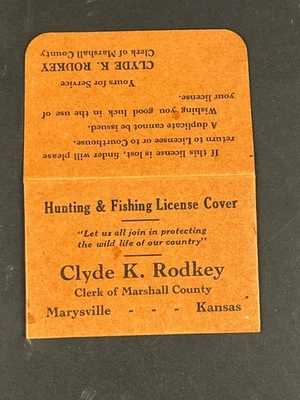 If this license is lost, finder will please
return to Licensee or to Courthouse.
A duplicate cannot be issued.
Wishing you good luck in the use of
your license.
Yours for Service
CLYDE K. RODKEY
Clerk of Marshall County
Hunting & Fishing License Cover
"Let us all join in protecting
the wild life of our country"
Clyde K. Rodkey
Clerk of Marshall County
Marysville - - - Kansas